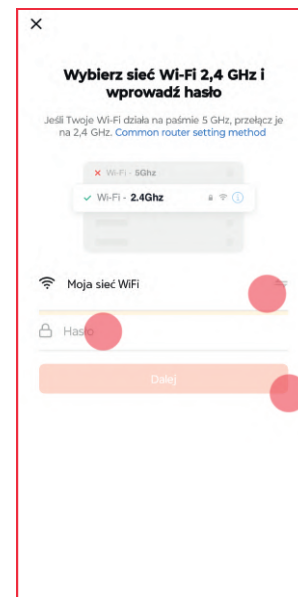 Wybierz sieć Wi-Fi 2,4 GHz i
wprowadź hasło
Jeśli Twoje Wi-Fi działa na paśmie 5 GHz, przełącz je
na 2,4 GHz. Common router setting method
Wi-Fi - 5Ghz
Wi-Fi - 2.4Ghz
Moja sieć WiFi
Hasło
Dalej